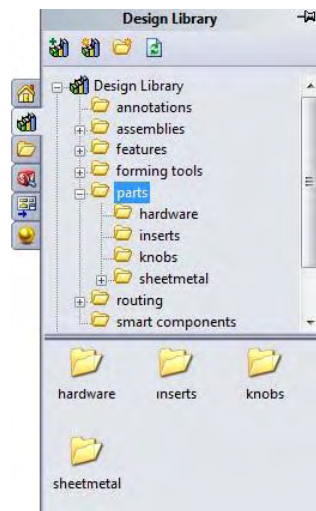 Design Library
Design Library
annotations
assemblies
features
forming tools
parts
hardware
inserts
knobs
sheetmetal
routing
smart components
hardware inserts knobs
sheetmetal